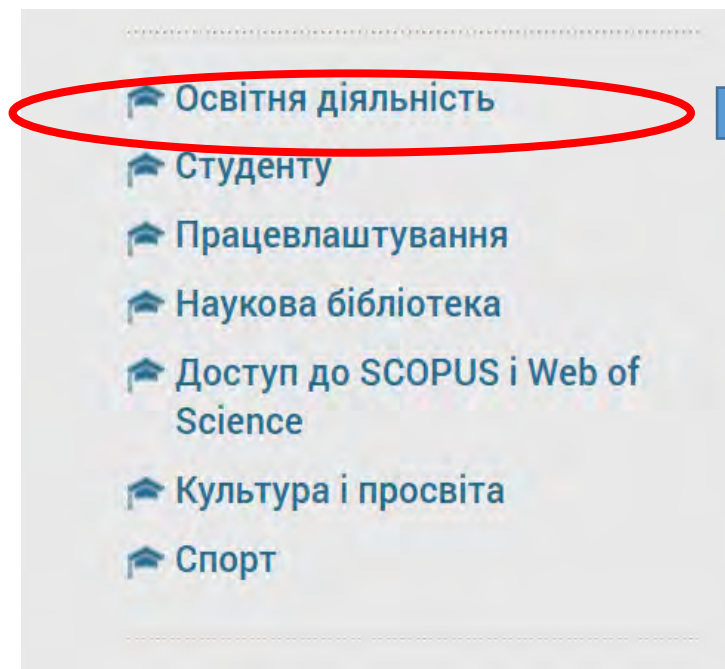 Освітня діяльність
Студенту
Працевлаштування
Наукова бібліотека
Доступ до SCOPUS і Web of
Science
Культура і просвіта
Спорт